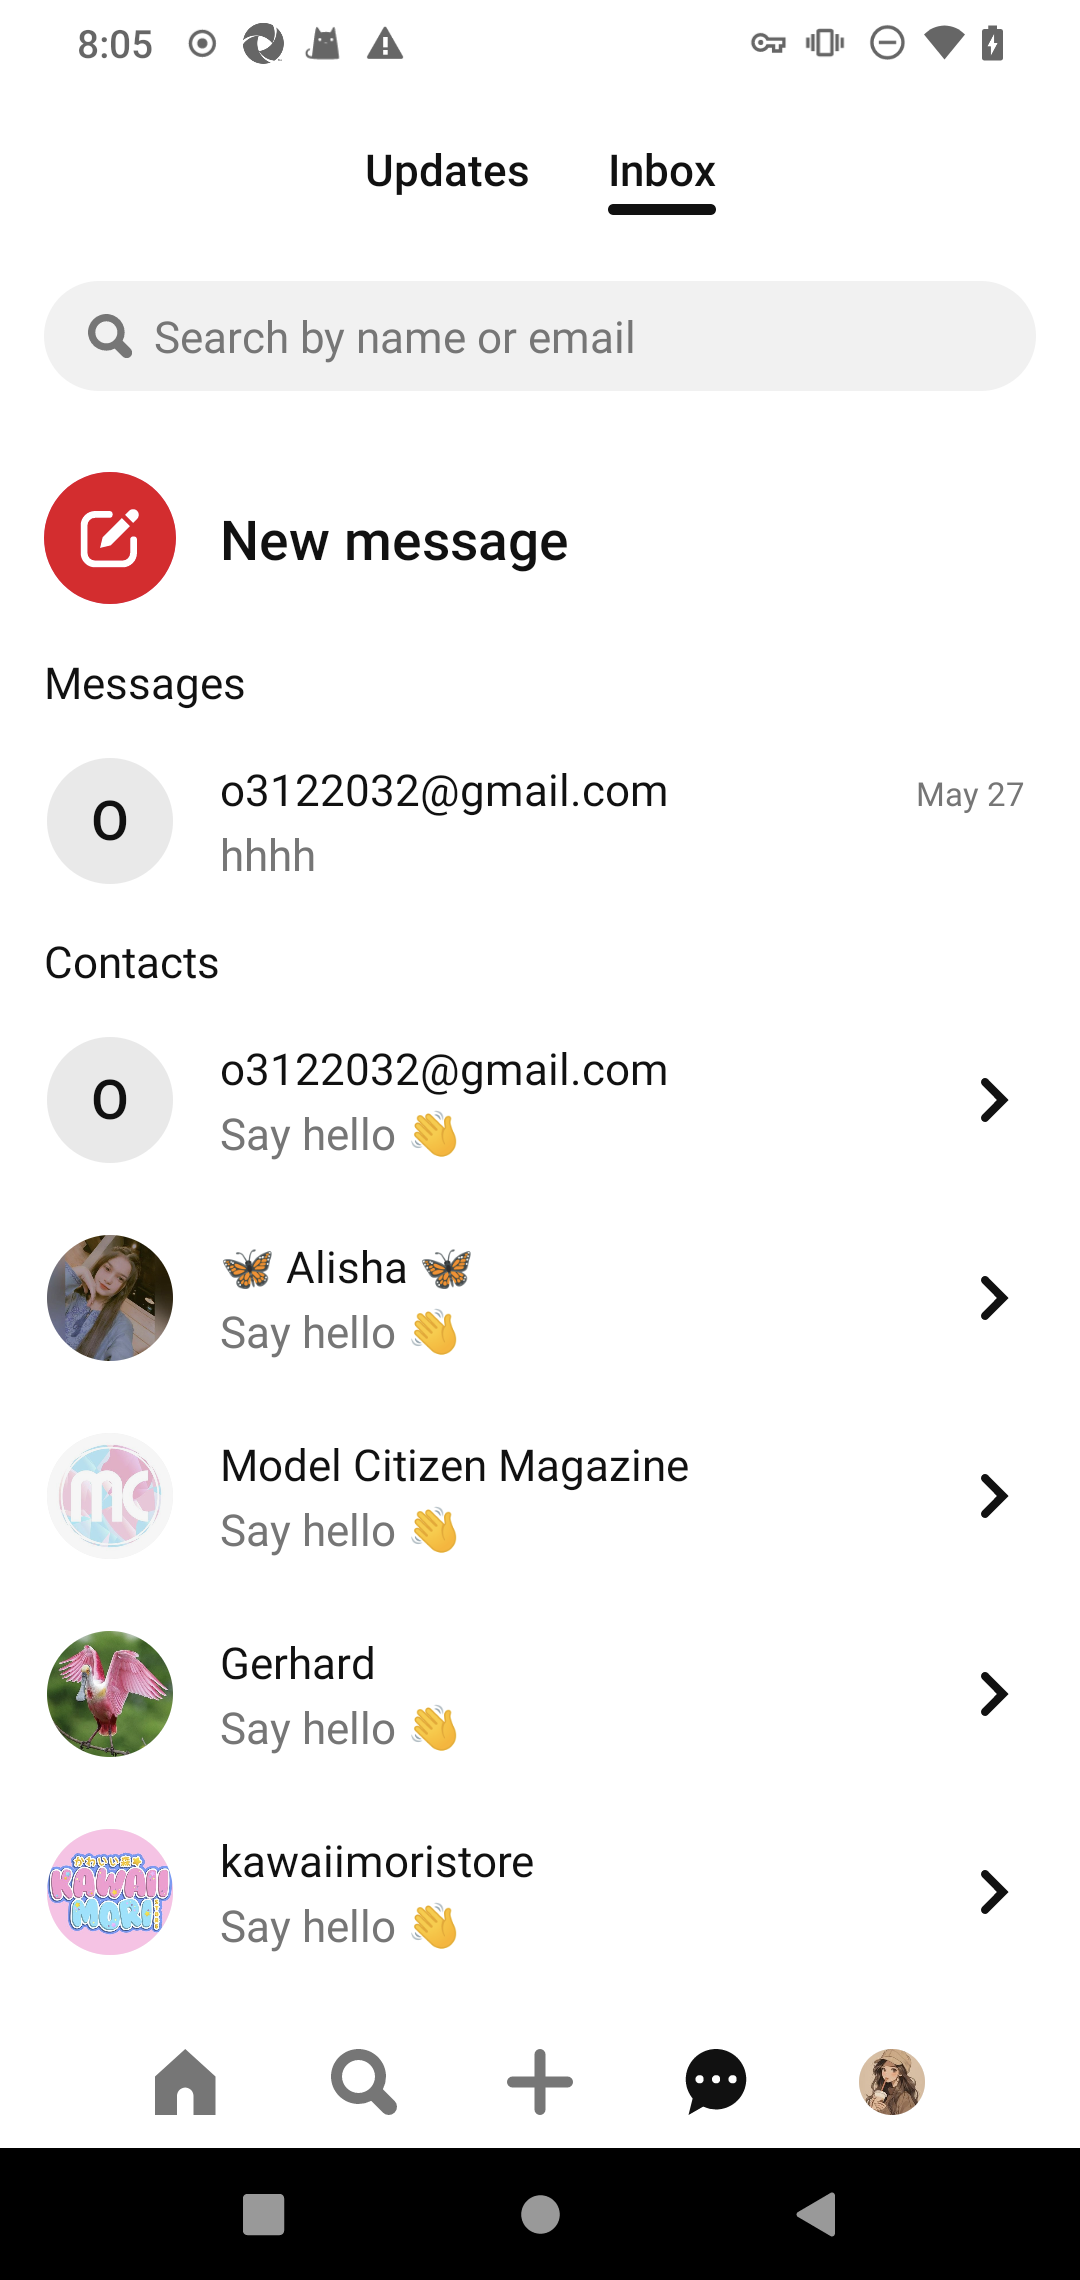 8:05
Updates Inbox
Search by name or email
New message
Messages
O
o3122032@gmail.com
May 27
hhhh
Contacts
O
o3122032@gmail.com
Say hello 👋
🦋 Alisha 🦋
Say hello 👋
mc
Model Citizen Magazine
Say hello 👋
Gerhard
Say hello 👋
KAWAII
MORI
kawaiimoristore
Say hello 👋